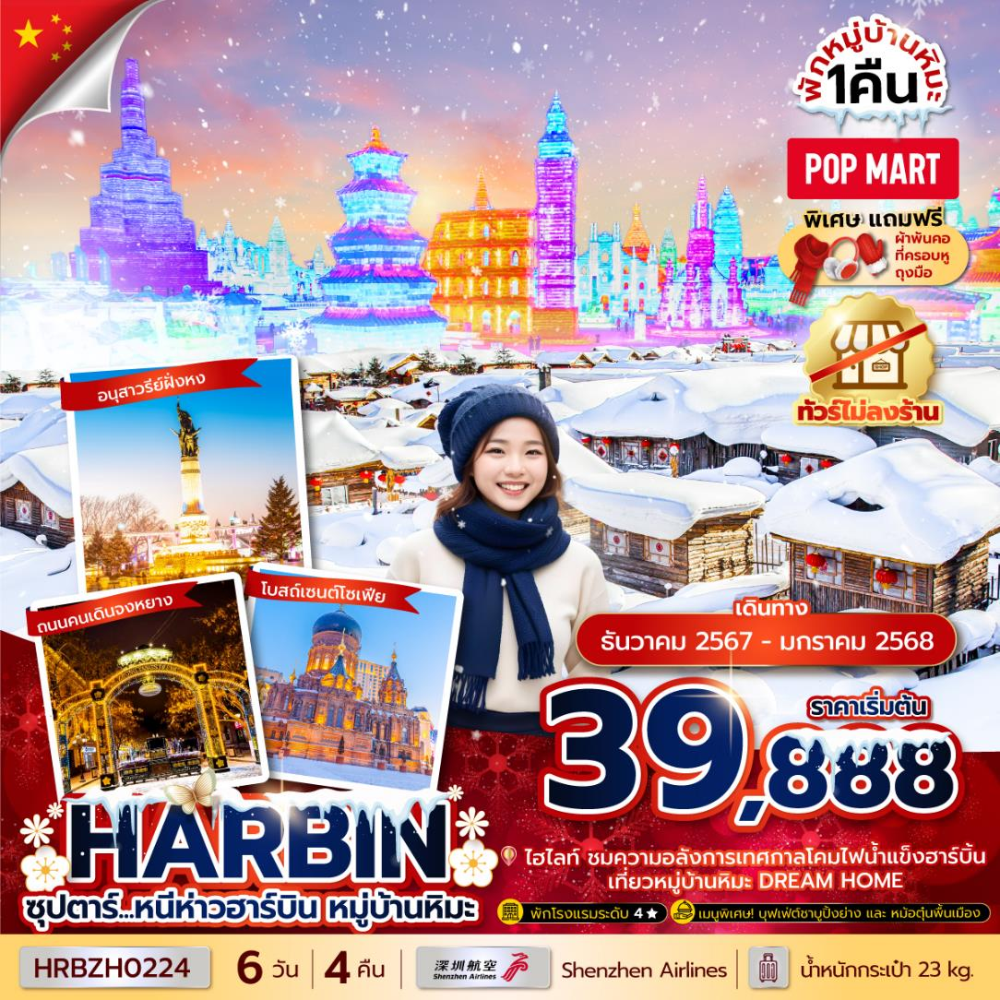 พักหมู่บ้านหิมะ
1คืน
POP MART
พิเศษ แถมฟรี
ผ้าพันคอ
ที่ครอบหู
ถุงมือ
SHOP
ทัวร์ไม่ลงร้าน
อนุสาวรีย์ฝั่งหง
ถนนคนเดินจงหยาง
โบสถ์เซนต์โซเฟีย
เดินทาง
ธันวาคม 2567 - มกราคม 2568
ราคาเริ่มต้น
39,888
HARBIN
ซุปตาร์...หนีห่าวฮาร์บิน หมู่บ้านหิมะ
ไฮไลท์ ชมความอลังการเทศกาลโคมไฟน้ำแข็งฮาร์บิ้น
เที่ยวหมู่บ้านหิมะ DREAM HOME
พักโรงแรมระดับ 4 ★
เมนูพิเศษ! บุฟเฟ่ต์ชาบูปิ้งย่าง และ หม้อตุ๋นพื้นเมือง
HRBZH0224
6 วัน
4 คืน
深圳航空
Shenzhen Airlines
Shenzhen Airlines
น้ำหนักกระเป๋า 23 kg.